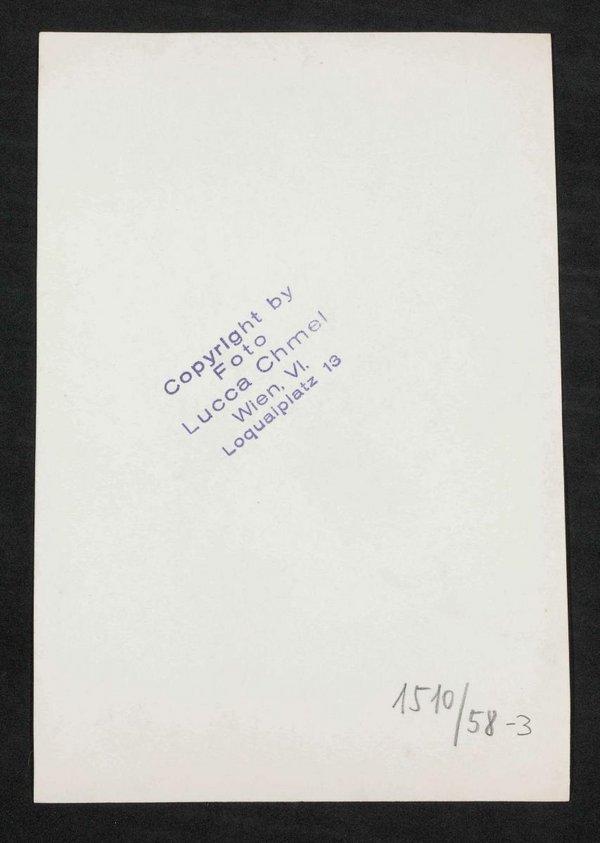 Copyright by
Foto
Lucca Chmel
Wien, VI.
Loquaiplatz 13
1510/58-3